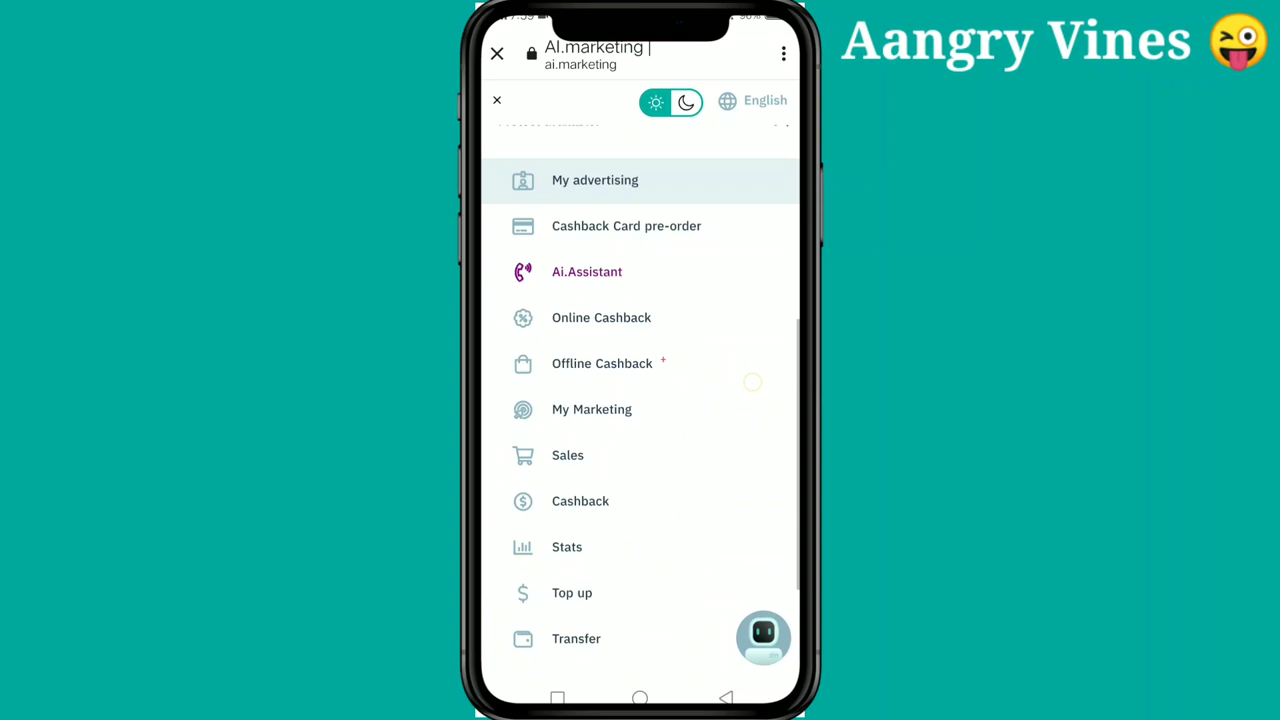 Aangry Vines
AI.marketing |
ai.marketing
English
My advertising
Cashback Card pre-order
Ai.Assistant
Online Cashback
Offline Cashback +
My Marketing
Sales
Cashback
Stats
Top up
Transfer